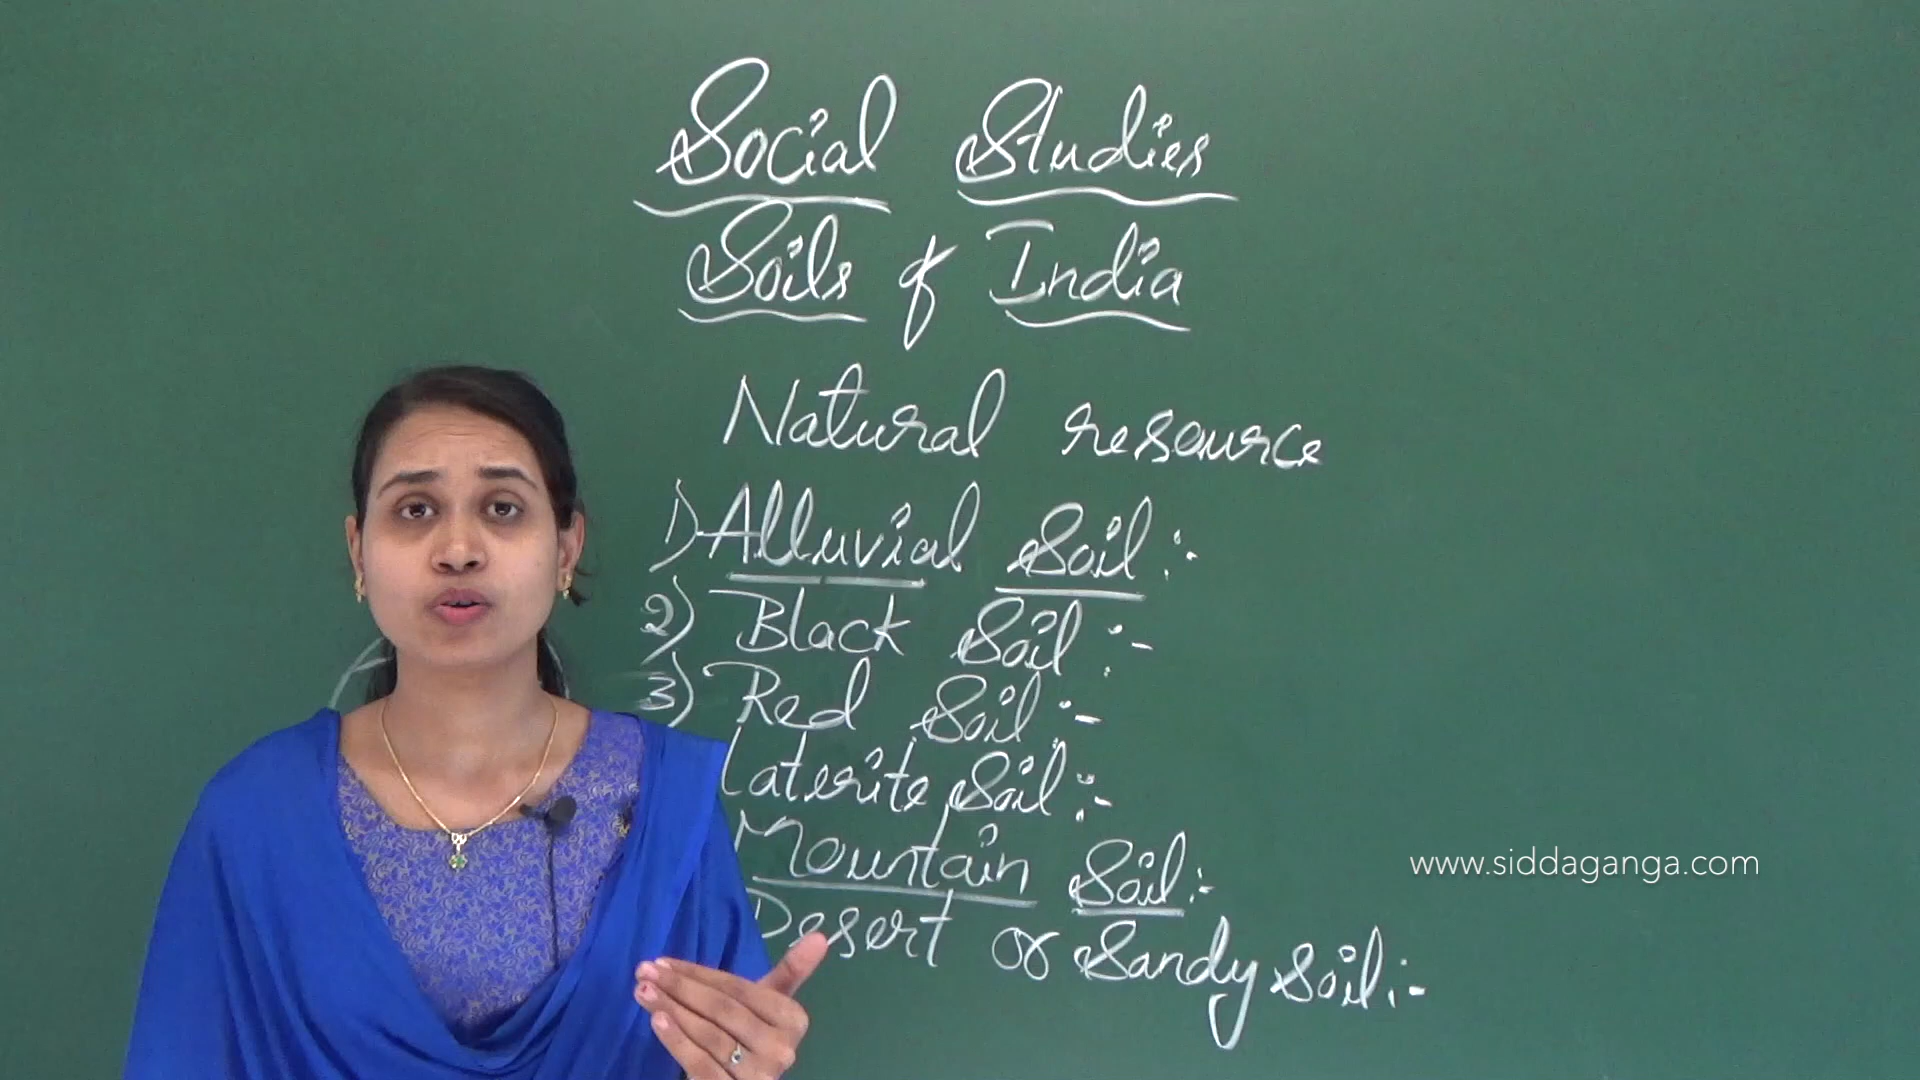 Social Studies
Soils of India
Natural resource
1) Alluvial Soil :-
2) Black Soil :-
3) Red Soil :-
Laterite Soil :-
Mountain Soil :-
Desert or Sandy Soil :-
www.siddaganga.com